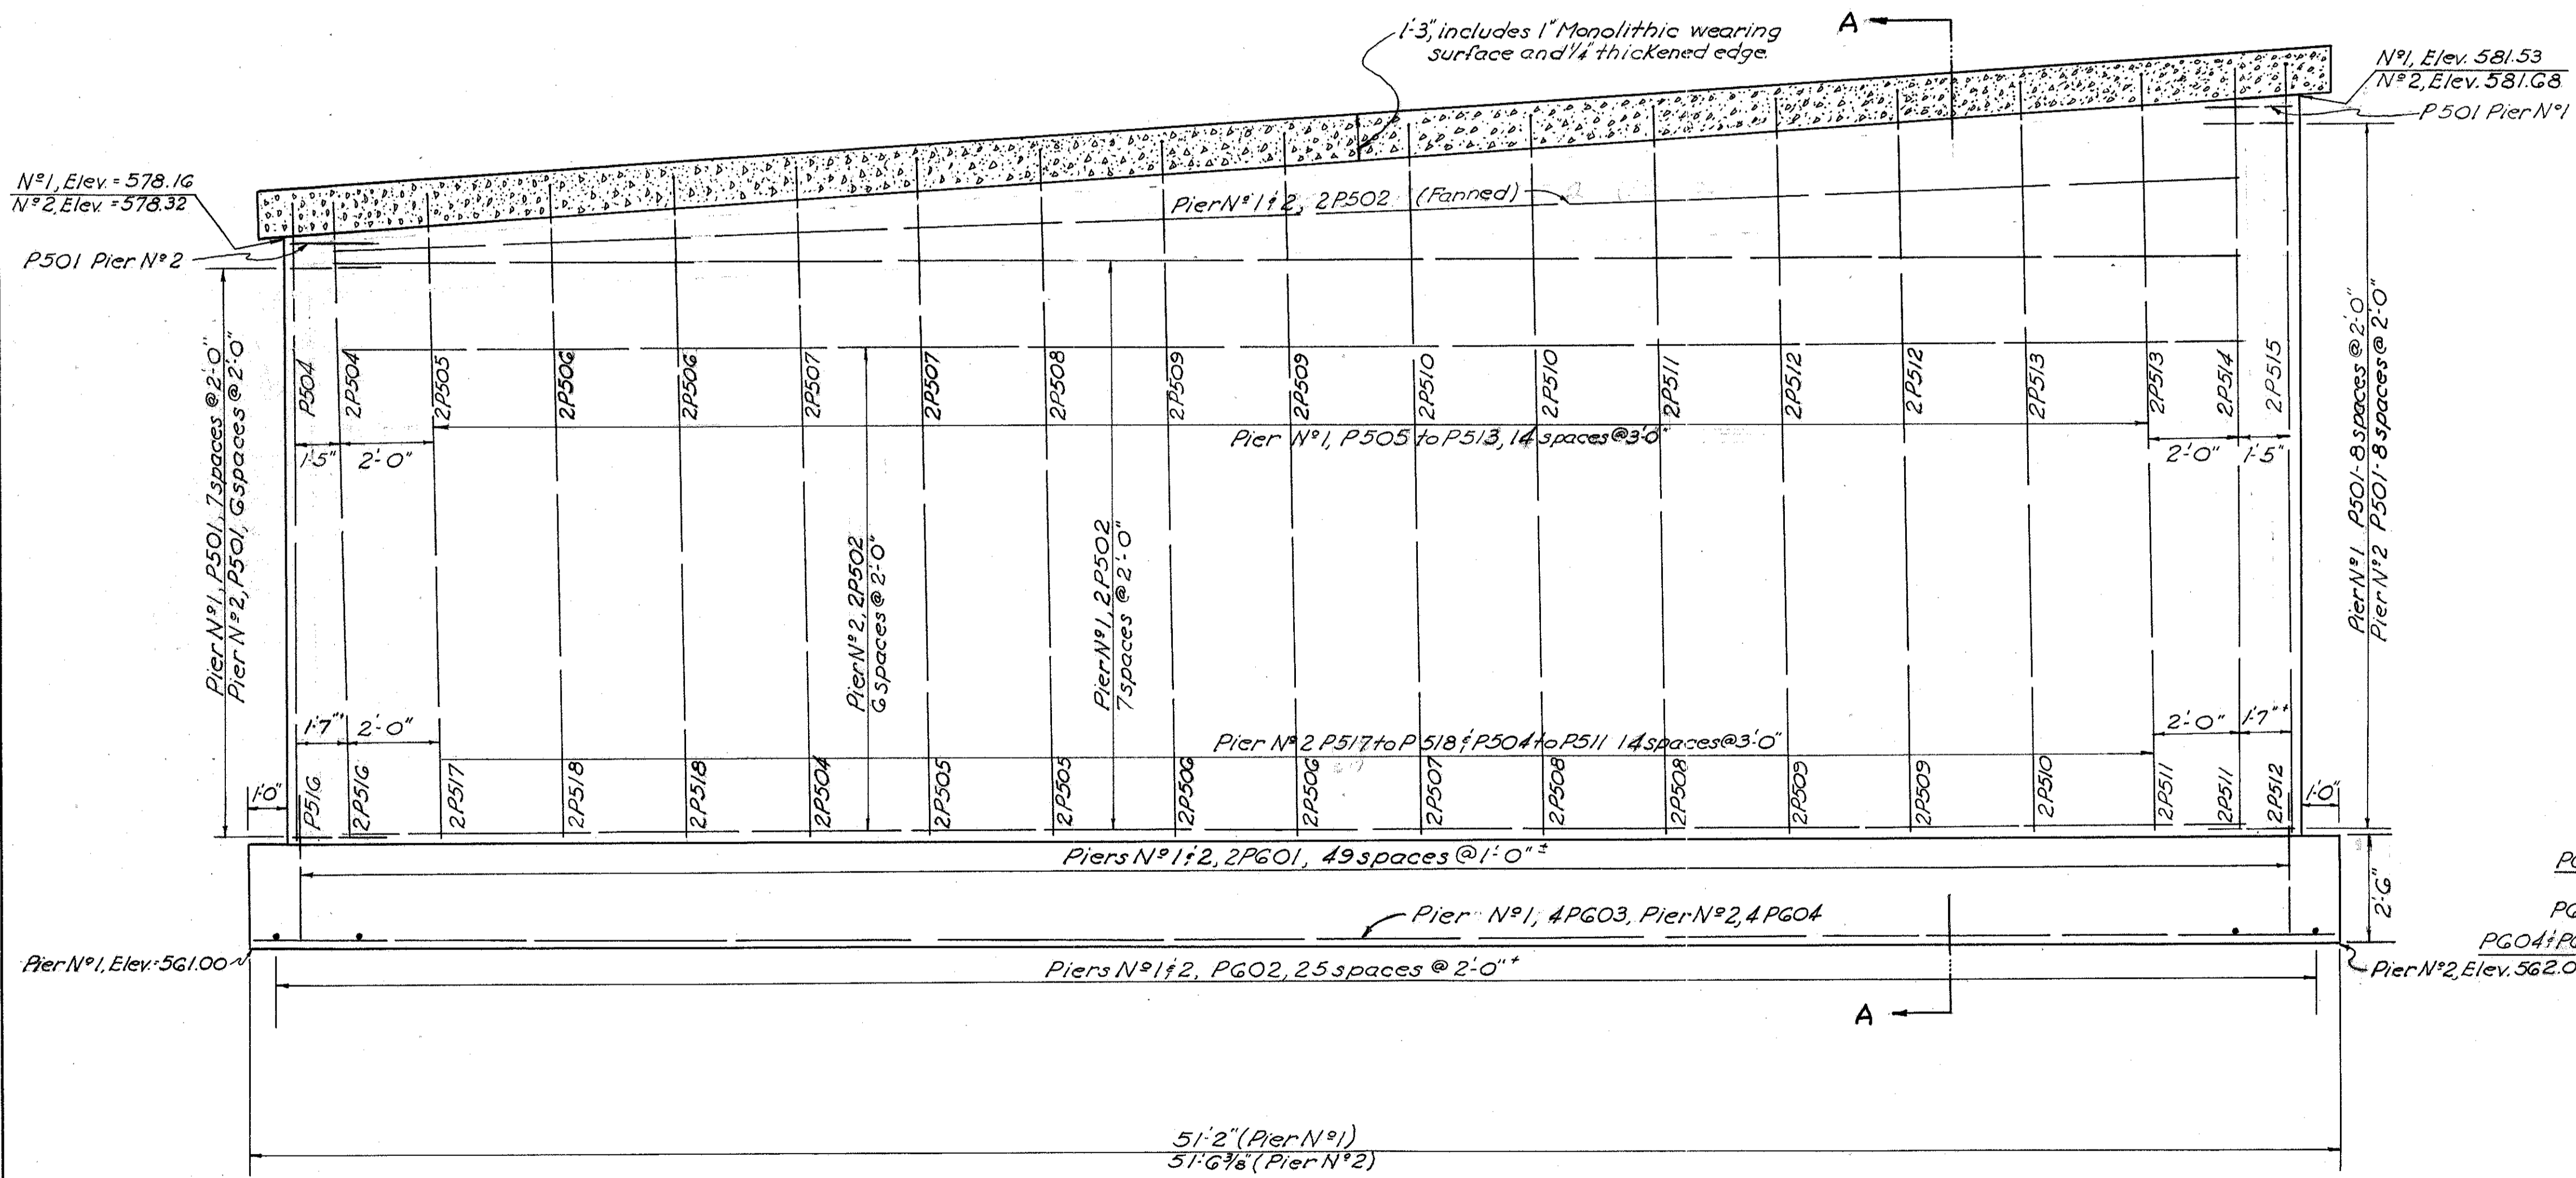 1'-3", includes 1" Monolithic wearing
surface and 1/4" thickened edge.
A
Nº1, Elev. 581.53
Nº2, Elev. 581.68
P501 Pier Nº1
Nº1, Elev. = 578.16
Nº2, Elev. = 578.32
P501 Pier Nº2
Pier Nº1 & 2, 2P502 (Fanned)
Pier Nº1, P501, 7 spaces @ 2'-0"
Pier Nº2, P501, 6 spaces @ 2'-0"
P504
2P504
2P505
2P506
2P506
2P507
2P507
2P508
2P509
2P509
2P510
2P510
2P511
2P512
2P512
2P513
2P513
2P514
2P515
Pier Nº1, P505 to P513, 14 spaces @ 3'-0"
1'-5"
2'-0"
2'-0"
1'-5"
Pier Nº1 P501-8 spaces @ 2'-0"
Pier Nº2 P501-8 spaces @ 2'-0"
Pier Nº2, 2P502
6 spaces @ 2'-0"
Pier Nº1, 2P502
7 spaces @ 2'-0"
1'-7"±
2'-0"
Pier Nº2 P517 to P518 & P504 to P511 14 spaces @ 3'-0"
2'-0"
1'-7"±
1'-0"
P516
2P516
2P517
2P518
2P518
2P504
2P505
2P505
2P506
2P506
2P507
2P508
2P508
2P509
2P509
2P510
2P511
2P511
2P512
1'-0"
Piers Nº1 & 2, 2P601, 49 spaces @ 1'-0"±
2'-6"
Pier Nº1, 4P603, Pier Nº2, 4P604
Pier Nº1, Elev. = 561.00
Piers Nº1 & 2, P602, 25 spaces @ 2'-0"±
P604 &
Pier Nº2, Elev. 562.0
A
51'-2" (Pier Nº1)
51'-6 3/8" (Pier Nº2)